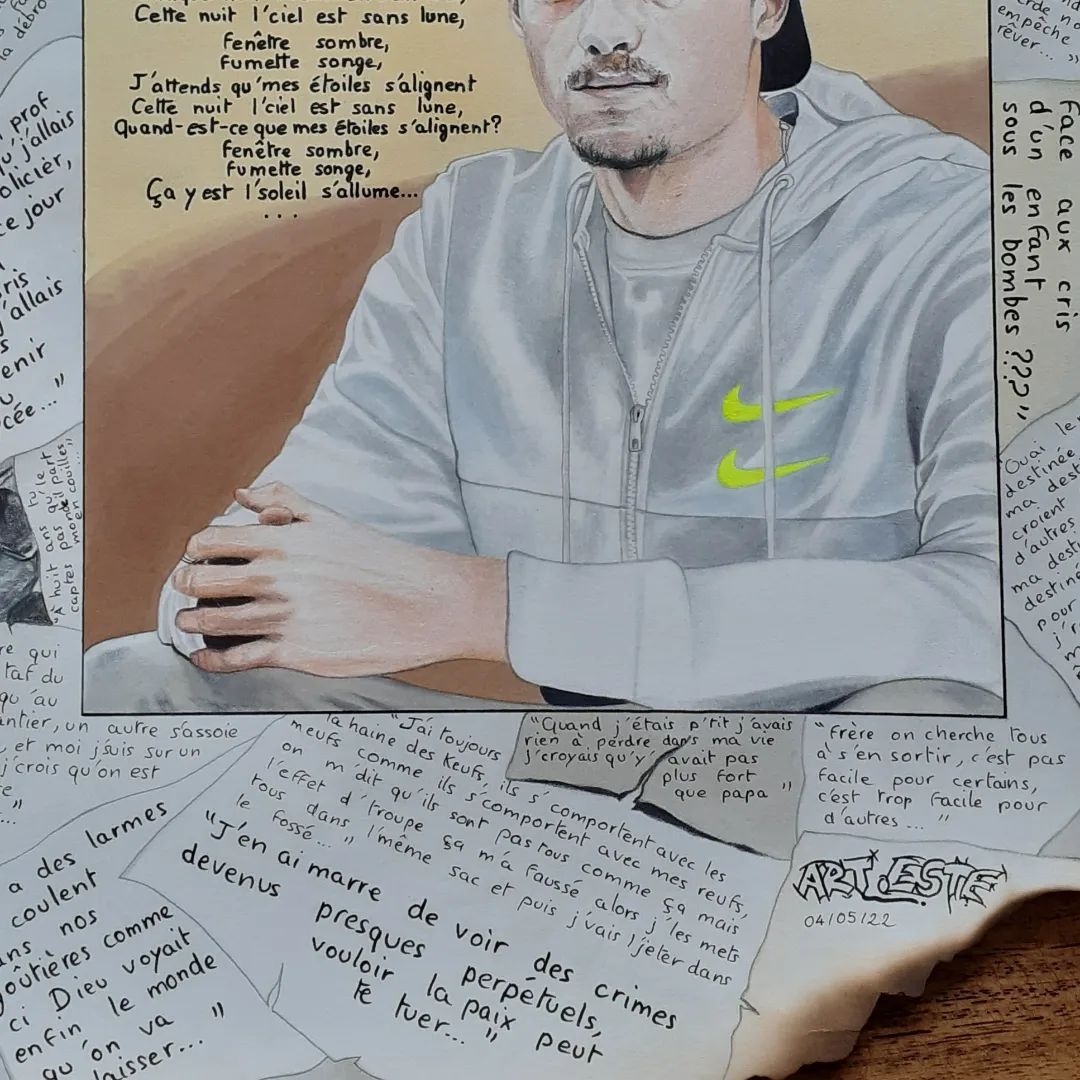 Cette nuit l'ciel est sans lune,
Fenêtre sombre,
Fumette songe,
J'attends qu'mes étoiles s'alignent
Cette nuit l'ciel est sans lune,
Quand-est-ce que mes étoiles s'alignent?
Fenêtre sombre,
Fumette songe,
Ça y est l'soleil s'allume...
...
la débro
prof
j'allais
olicier,
ce jour
ris
j'allais
s
enir
cée... "
"A huit ans tu le
captes pas qu'il part
moen couilles"
empêche
rêver... "
Face aux cris
d'un enfant
sous les bombes ???"
Ouai le
destinée
ma dest
croient
d'autres
ma desti
destiné
pour
j'r
m
re qui
taf du
qu'au
antier, un autre s'assoie
, et moi j'suis sur un
j'crois qu'on est
re
... "
a des larmes
coulent
ans nos
goûtières comme
ci Dieu voyait
enfin le monde
qu'on va
laisser... "
"J'ai toujours
la haine des keufs, ils s'comportent avec les
meufs comme ils s'comportent avec mes reufs,
on m'dit qu'ils sont pas tous comme ça mais
l'effet d'troupe ça m'a faussé alors j'les mets
tous dans l'même sac et puis j'vais l'jeter dans
le fossé... "
"Quand j'étais p'tit j'avais
rien à perdre dans ma vie
j'croyais qu'y'avait pas
plus fort
que papa "
"Frère on cherche tous
à s'en sortir, c'est pas
facile pour certains,
c'est trop facile pour
d'autres ... "
"J'en ai marre de voir des crimes
devenus presques perpétuels,
vouloir la paix peut
te tuer... "
ART.ESTE
04/05/22